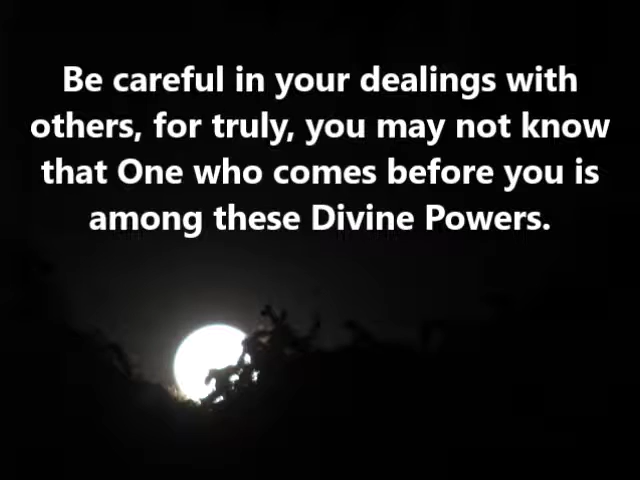 Be careful in your dealings with
others, for truly, you may not know
that One who comes before you is
among these Divine Powers.